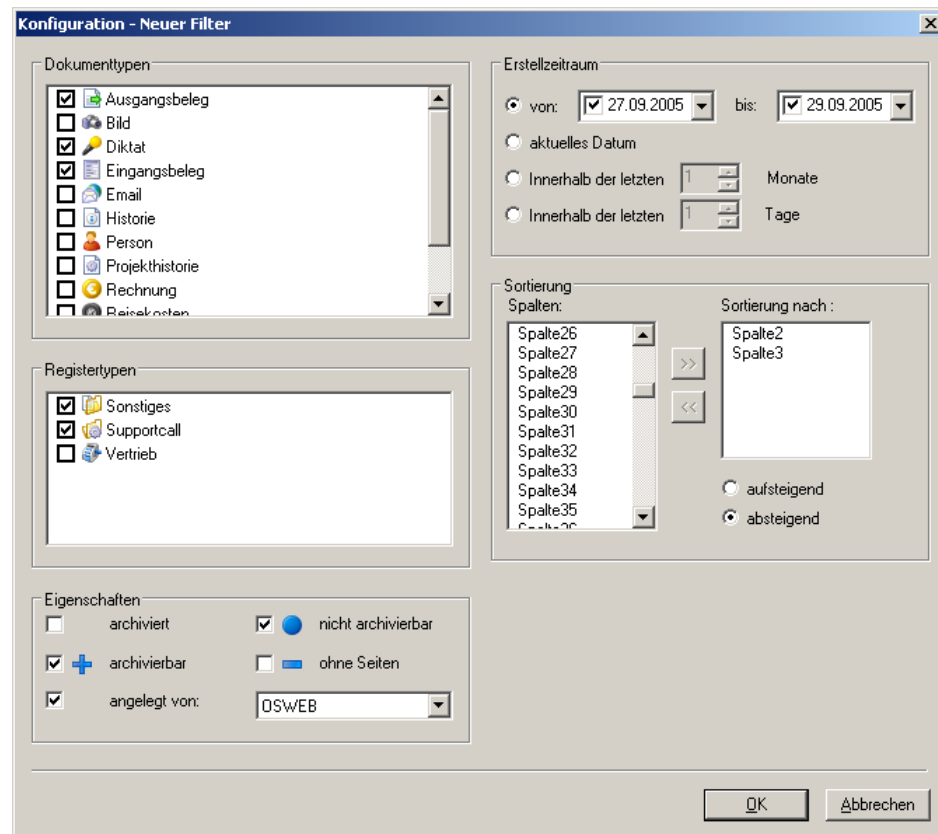 Konfiguration - Neuer Filter
Dokumenttypen
Ausgangsbeleg
Bild
Diktat
Eingangsbeleg
Email
Historie
Person
Projekthistorie
Rechnung
Reisekosten
Registertypen
Sonstiges
Supportcall
Vertrieb
Eigenschaften
archiviert
nicht archivierbar
archivierbar
ohne Seiten
angelegt von:
OSWEB
Erstellzeitraum
von: 27.09.2005 bis: 29.09.2005
aktuelles Datum
Innerhalb der letzten 1 Monate
Innerhalb der letzten 1 Tage
Sortierung
Spalten:
Spalte26
Spalte27
Spalte28
Spalte29
Spalte30
Spalte31
Spalte32
Spalte33
Spalte34
Spalte35
>>
<<
Sortierung nach :
Spalte2
Spalte3
aufsteigend
absteigend
OK
Abbrechen